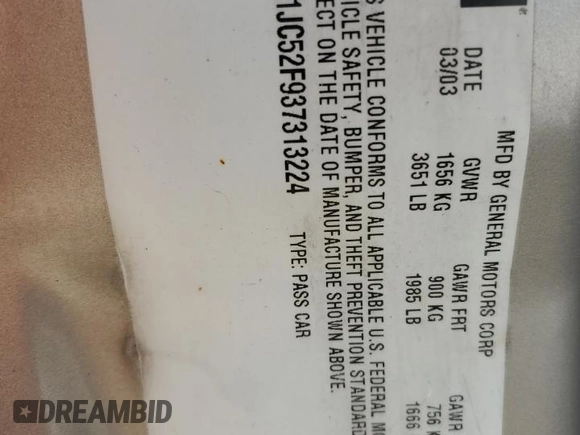 MFD BY GENERAL MOTORS CORP
DATE GVWR GAWR FRT GAWR
03/03 1656 KG 900 KG 756 K
3651 LB 1985 LB 1666
S VEHICLE CONFORMS TO ALL APPLICABLE U.S. FEDERAL MO
ICLE SAFETY, BUMPER, AND THEFT PREVENTION STANDARD
ECT ON THE DATE OF MANUFACTURE SHOWN ABOVE.
1JC52F937313224 TYPE: PASS CAR
DREAMBID